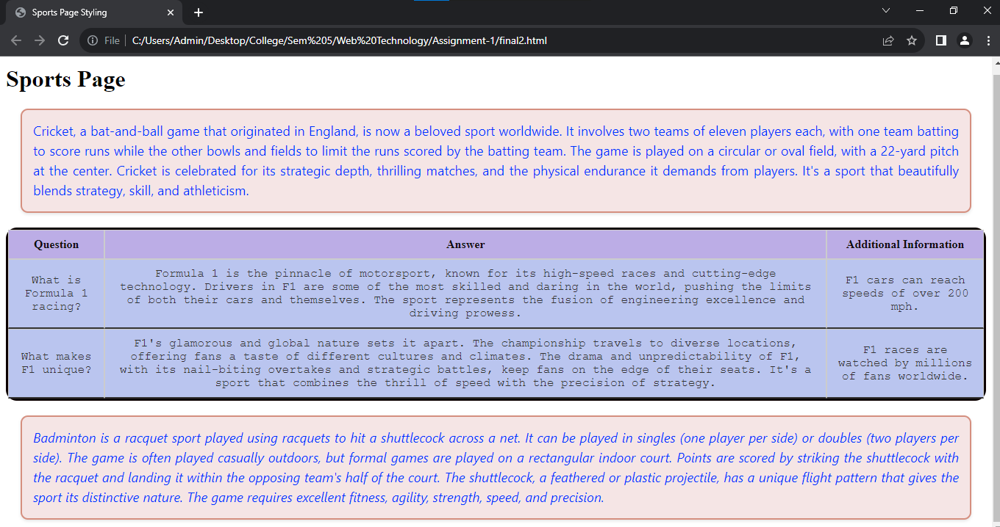 Sports Page Styling
File
C:/Users/Admin/Desktop/College/Sem%205/Web%20Technology/Assignment-1/final2.html
Sports Page
Cricket, a bat-and-ball game that originated in England, is now a beloved sport worldwide. It involves two teams of eleven players each, with one team batting
to score runs while the other bowls and fields to limit the runs scored by the batting team. The game is played on a circular or oval field, with a 22-yard pitch
at the center. Cricket is celebrated for its strategic depth, thrilling matches, and the physical endurance it demands from players. It's a sport that beautifully
blends strategy, skill, and athleticism.
Question
Answer
Additional Information
What is
Formula 1
racing?
Formula 1 is the pinnacle of motorsport, known for its high-speed races and cutting-edge
technology. Drivers in F1 are some of the most skilled and daring in the world, pushing the limits
of both their cars and themselves. The sport represents the fusion of engineering excellence and
driving prowess.
F1 cars can reach
speeds of over 200
mph.
What makes
F1 unique?
F1's glamorous and global nature sets it apart. The championship travels to diverse locations,
offering fans a taste of different cultures and climates. The drama and unpredictability of F1,
with its nail-biting overtakes and strategic battles, keep fans on the edge of their seats. It's a
sport that combines the thrill of speed with the precision of strategy.
F1 races are
watched by millions
of fans worldwide.
Badminton is a racquet sport played using racquets to hit a shuttlecock across a net. It can be played in singles (one player per side) or doubles (two players per
side). The game is often played casually outdoors, but formal games are played on a rectangular indoor court. Points are scored by striking the shuttlecock with
the racquet and landing it within the opposing team's half of the court. The shuttlecock, a feathered or plastic projectile, has a unique flight pattern that gives the
sport its distinctive nature. The game requires excellent fitness, agility, strength, speed, and precision.